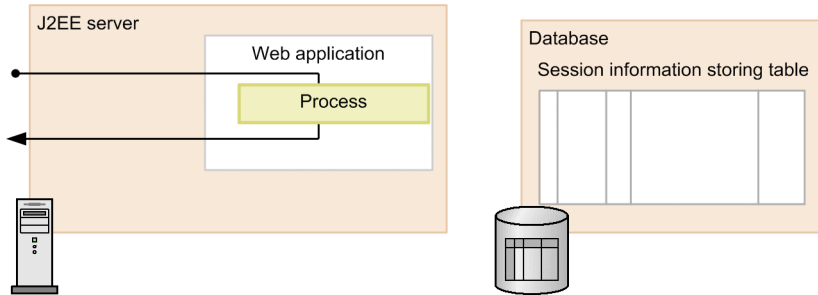 J2EE server
Web application
Process
Database
Session information storing table